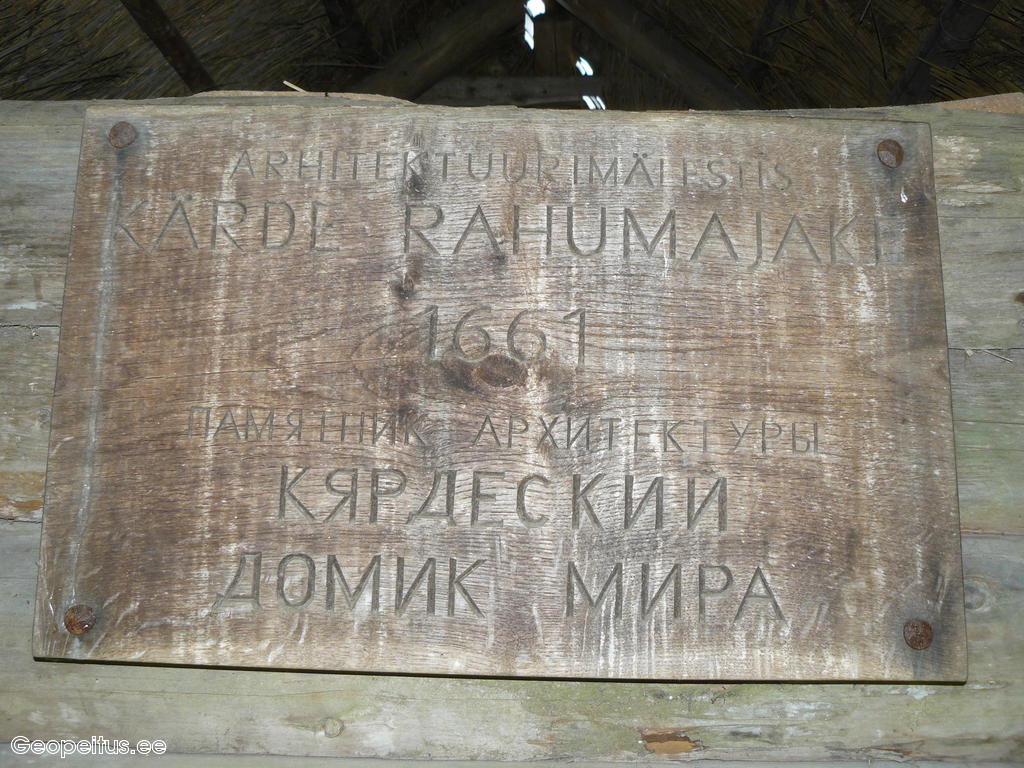 ARHITEKTUURIMÄLESTIS
KÄRDE RAHUMAJAKE
1661
ПАМЯТНИК АРХИТЕКТУРЫ
КЯРДЕСКИЙ
ДОМИК МИРА
Geopeitus.ee